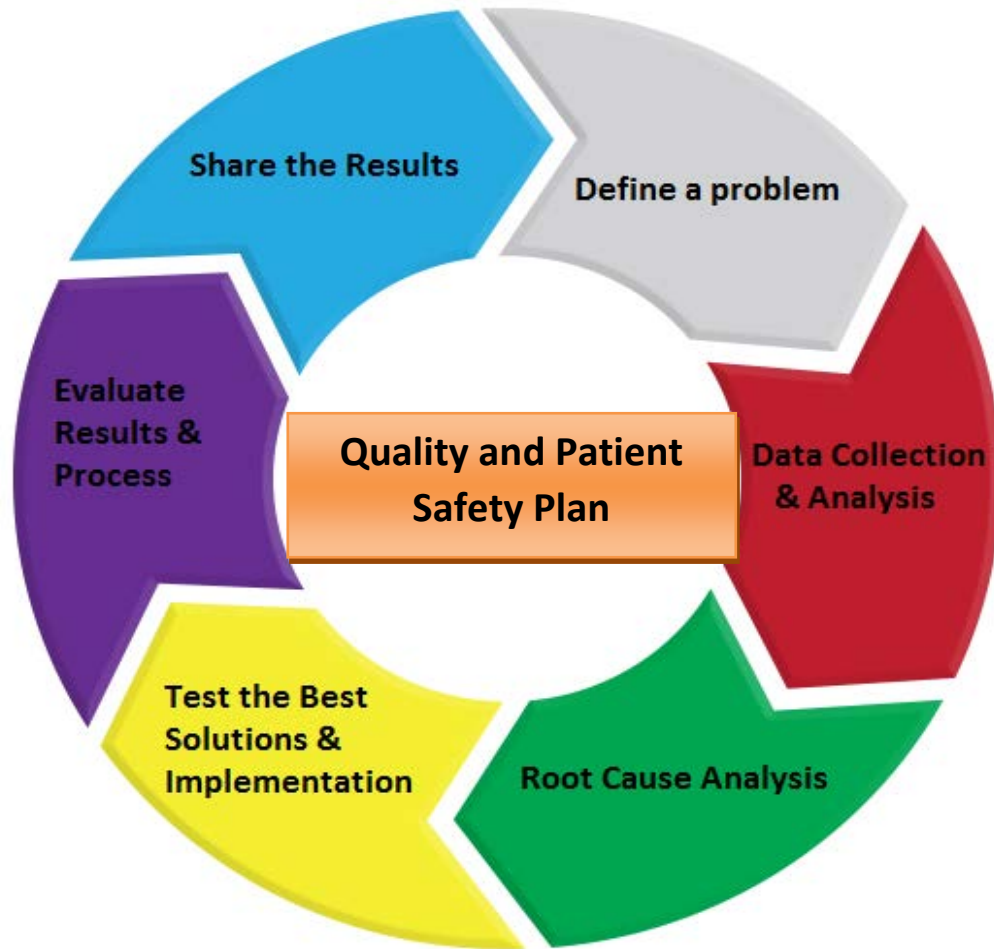 Quality and Patient
Safety Plan
Define a problem
Data Collection
& Analysis
Root Cause Analysis
Test the Best
Solutions &
Implementation
Evaluate
Results &
Process
Share the Results